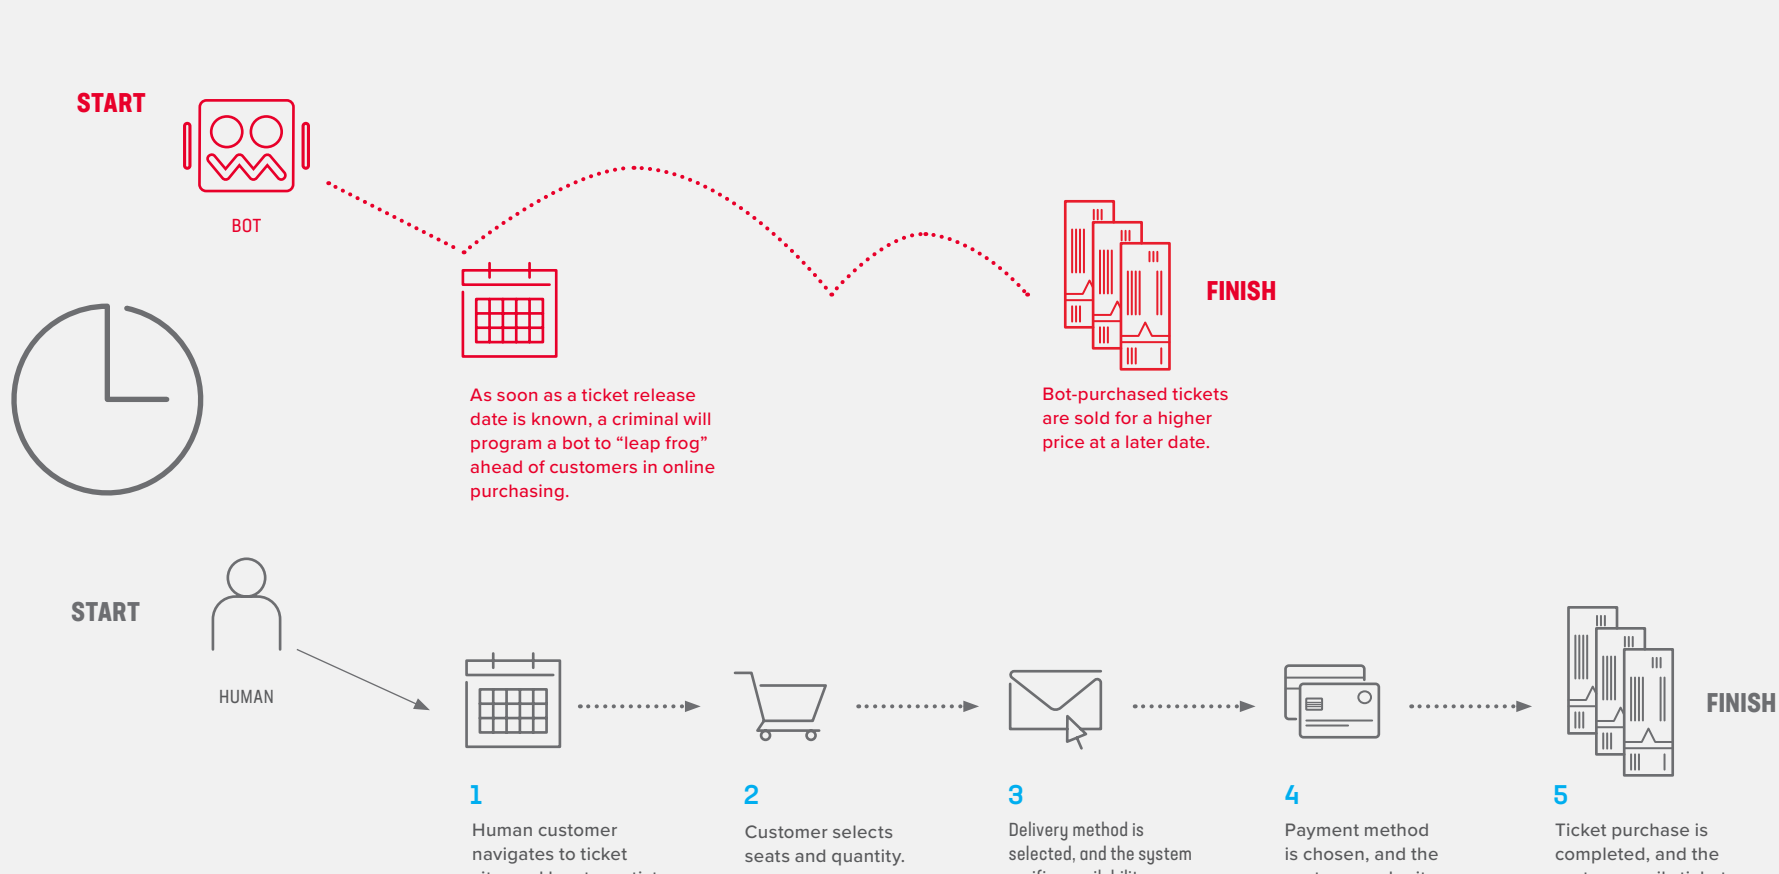 START
BOT
As soon as a ticket release
date is known, a criminal will
program a bot to “leap frog”
ahead of customers in online
purchasing.
Bot-purchased tickets
are sold for a higher
price at a later date.
FINISH
START
HUMAN
FINISH
1
Human customer
navigates to ticket
2
Customer selects
seats and quantity.
3
Delivery method is
selected, and the system
4
Payment method
is chosen, and the
5
Ticket purchase is
completed, and the